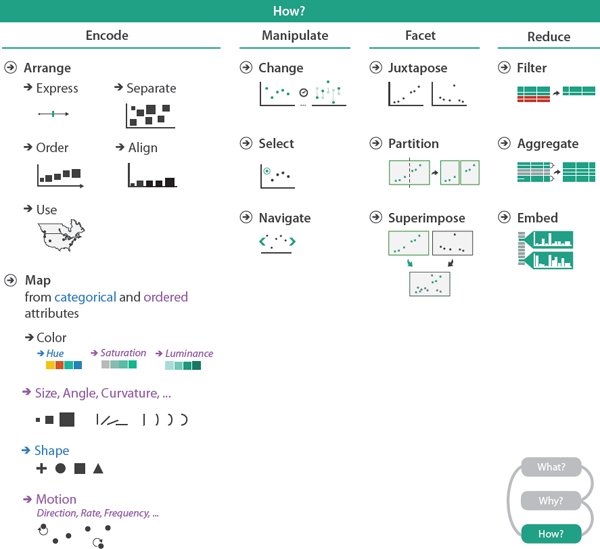 How?
Encode
Manipulate
Facet
Reduce
Arrange
Express
Separate
Order
Align
Use
Map
from categorical and ordered
attributes
Color
Hue
Saturation
Luminance
Size, Angle, Curvature, ...
Shape
Motion
Direction, Rate, Frequency, ...
Change
...
Select
Navigate
Juxtapose
Partition
Superimpose
Filter
Aggregate
Embed
What?
Why?
How?